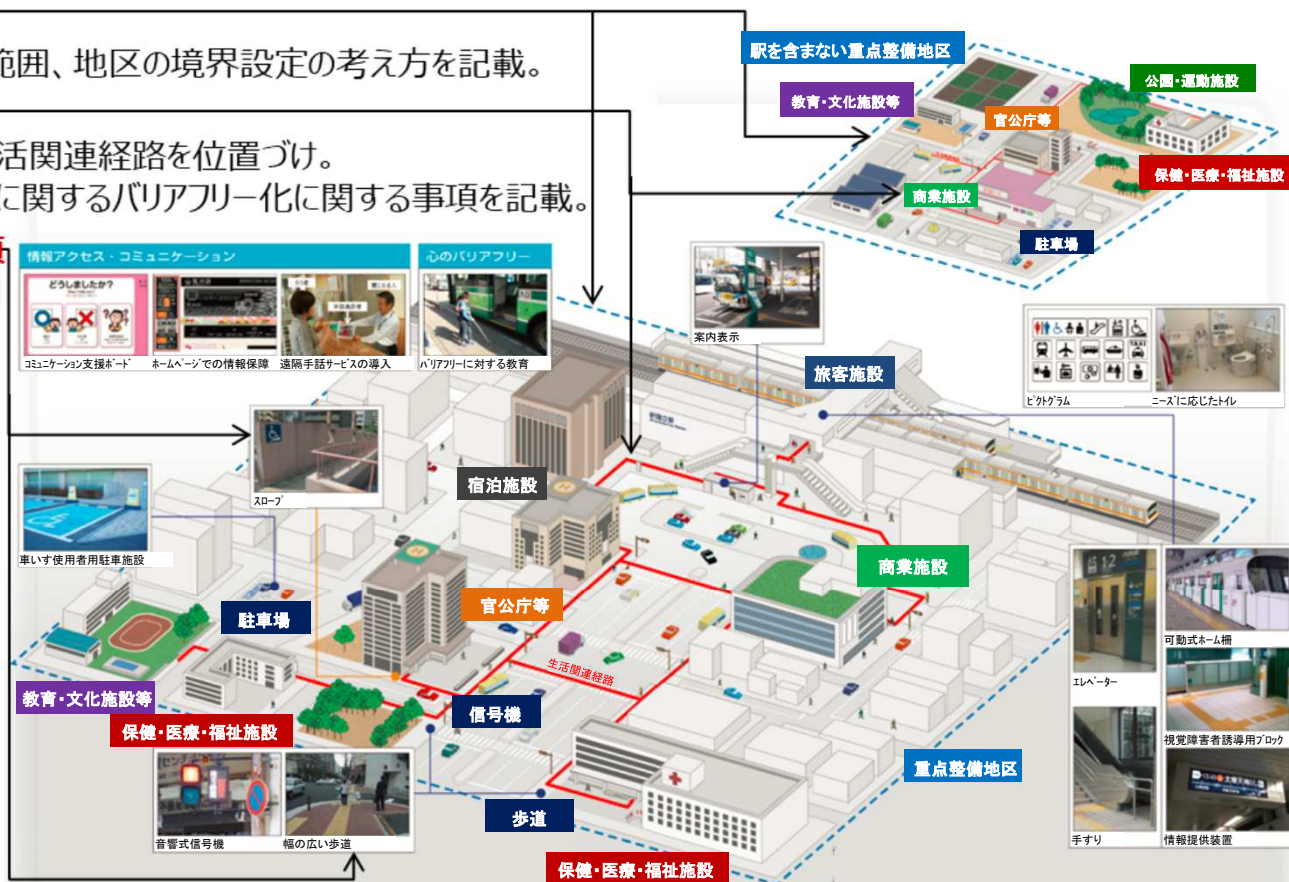 範囲、地区の境界設定の考え方を記載。
活関連経路を位置づけ。
に関するバリアフリー化に関する事項を記載。
駅を含まない重点整備地区
公園・運動施設
教育・文化施設等
官公庁等
保健・医療・福祉施設
商業施設
駐車場
情報アクセス・コミュニケーション
心のバリアフリー
どうしましたか?
コミュニケーション支援ボード
ホームページでの情報保障
遠隔手話サービスの導入
バリアフリーに対する教育
案内表示
旅客施設
TAXI
ピクトグラム
ニーズに応じたトイレ
スロープ
宿泊施設
車いす使用者用駐車施設
商業施設
官公庁等
駐車場
12
可動式ホーム柵
エレベーター
生活関連経路
教育・文化施設等
信号機
保健・医療・福祉施設
視覚障害者誘導用ブロック
重点整備地区
歩道
音響式信号機
幅の広い歩道
手すり
情報提供装置
保健・医療・福祉施設